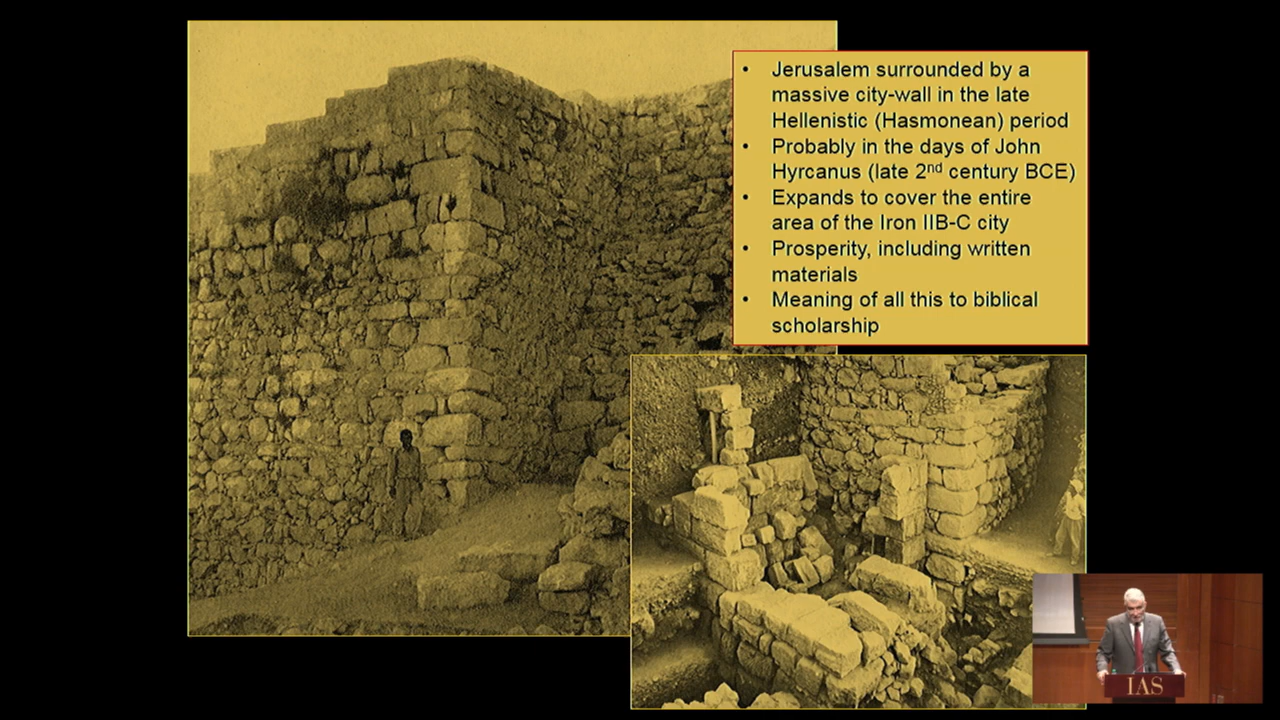 • Jerusalem surrounded by a
massive city-wall in the late
Hellenistic (Hasmonean) period
• Probably in the days of John
Hyrcanus (late 2nd century BCE)
• Expands to cover the entire
area of the Iron IIB-C city
• Prosperity, including written
materials
• Meaning of all this to biblical
scholarship
IAS